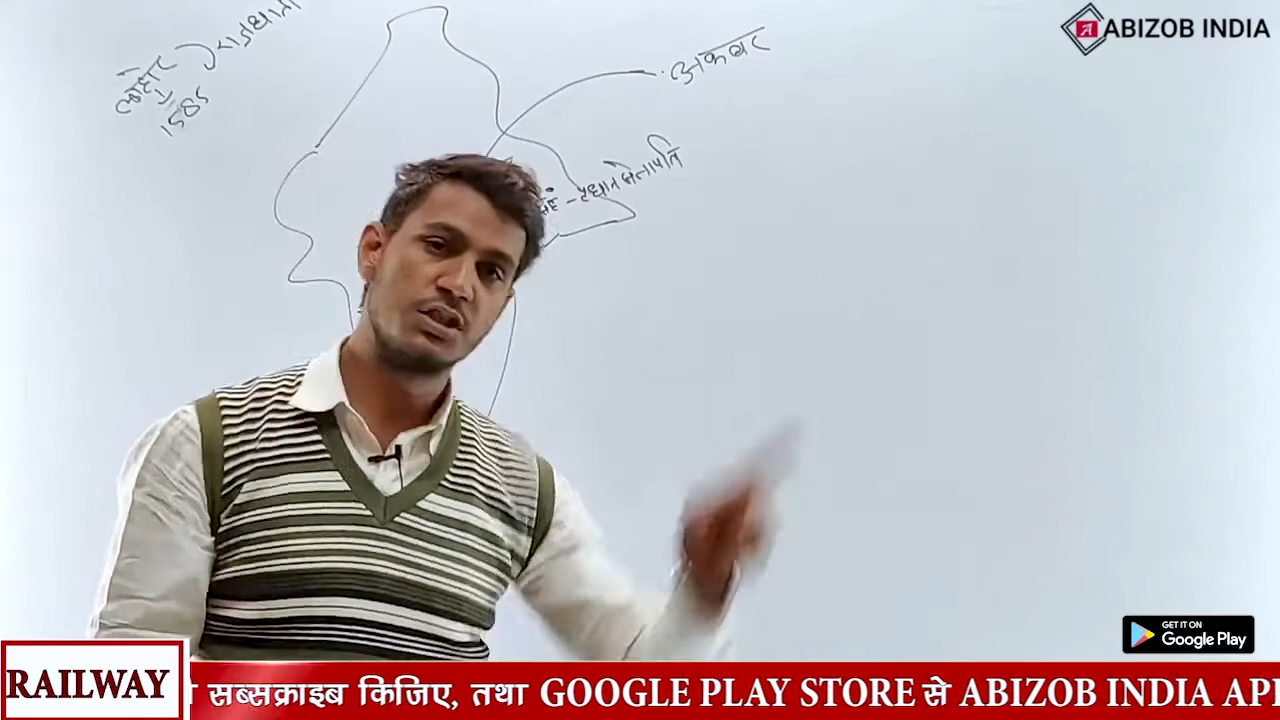 लाहौर राजधानी
1585
अकबर
प्रधान सेनापति
ABIZOB INDIA
GET IT ON
Google Play
RAILWAY
सब्सक्राइब किजिए, तथा GOOGLE PLAY STORE से ABIZOB INDIA AP